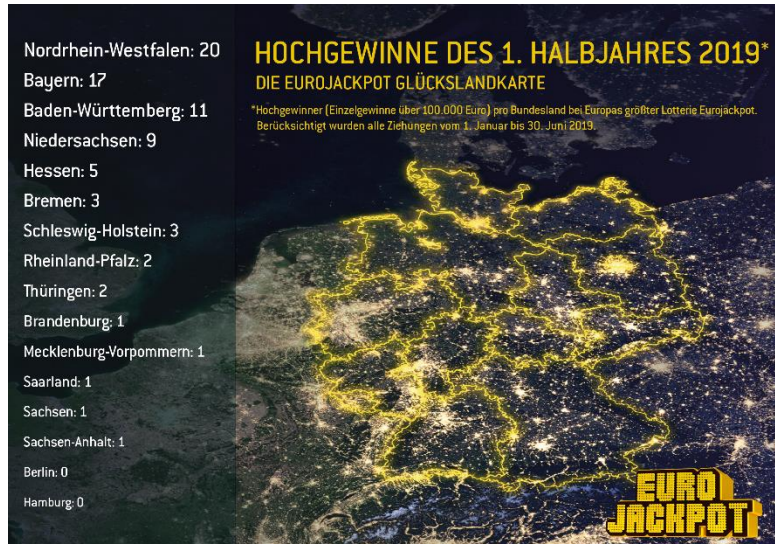 Nordrhein-Westfalen: 20
Bayern: 17
Baden-Württemberg: 11
Niedersachsen: 9
Hessen: 5
Bremen: 3
Schleswig-Holstein: 3
Rheinland-Pfalz: 2
Thüringen: 2
Brandenburg: 1
Mecklenburg-Vorpommern: 1
Saarland: 1
Sachsen: 1
Sachsen-Anhalt: 1
Berlin: 0
Hamburg: 0
HOCHGEWINNE DES 1. HALBJAHRES 2019*
DIE EUROJACKPOT GLÜCKSLANDKARTE
*Hochgewinner (Einzelgewinne über 100.000 Euro) pro Bundesland bei Europas größter Lotterie Eurojackpot.
Berücksichtigt wurden alle Ziehungen vom 1. Januar bis 30. Juni 2019.
EURO
JACKPOT